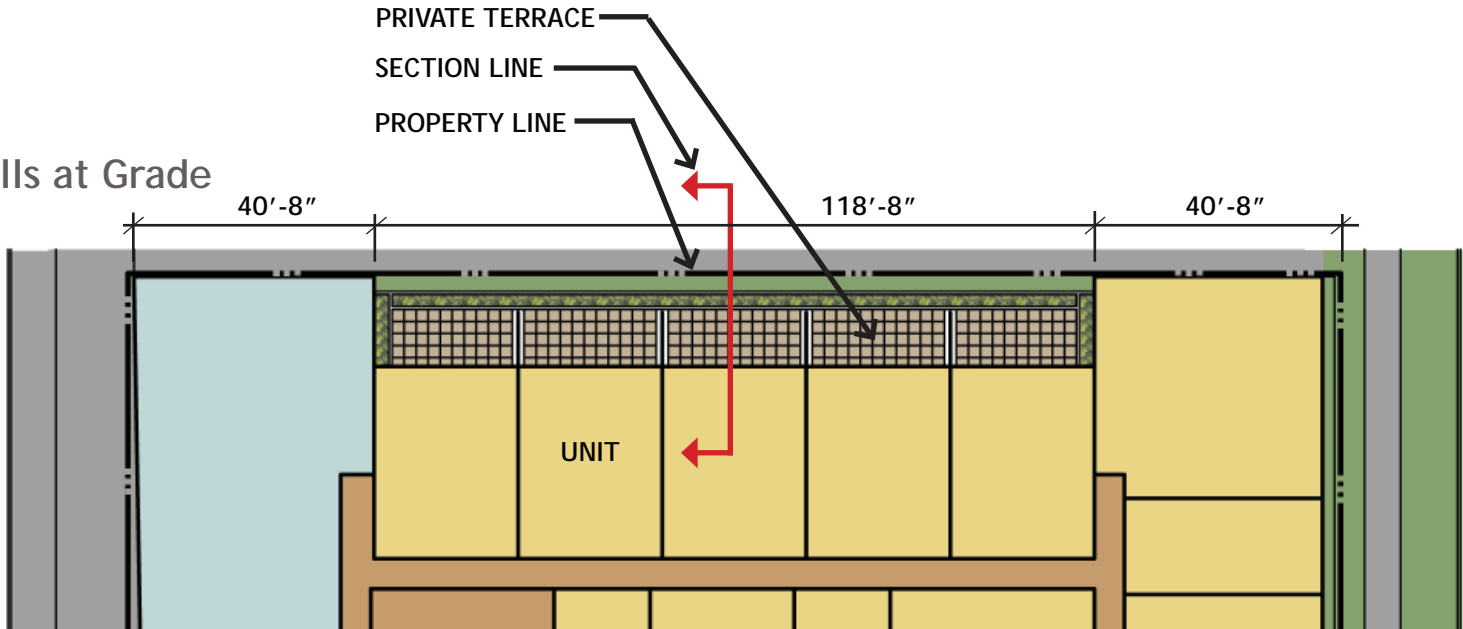 PRIVATE TERRACE
SECTION LINE
PROPERTY LINE
lls at Grade
40'-8"
118'-8"
40'-8"
UNIT